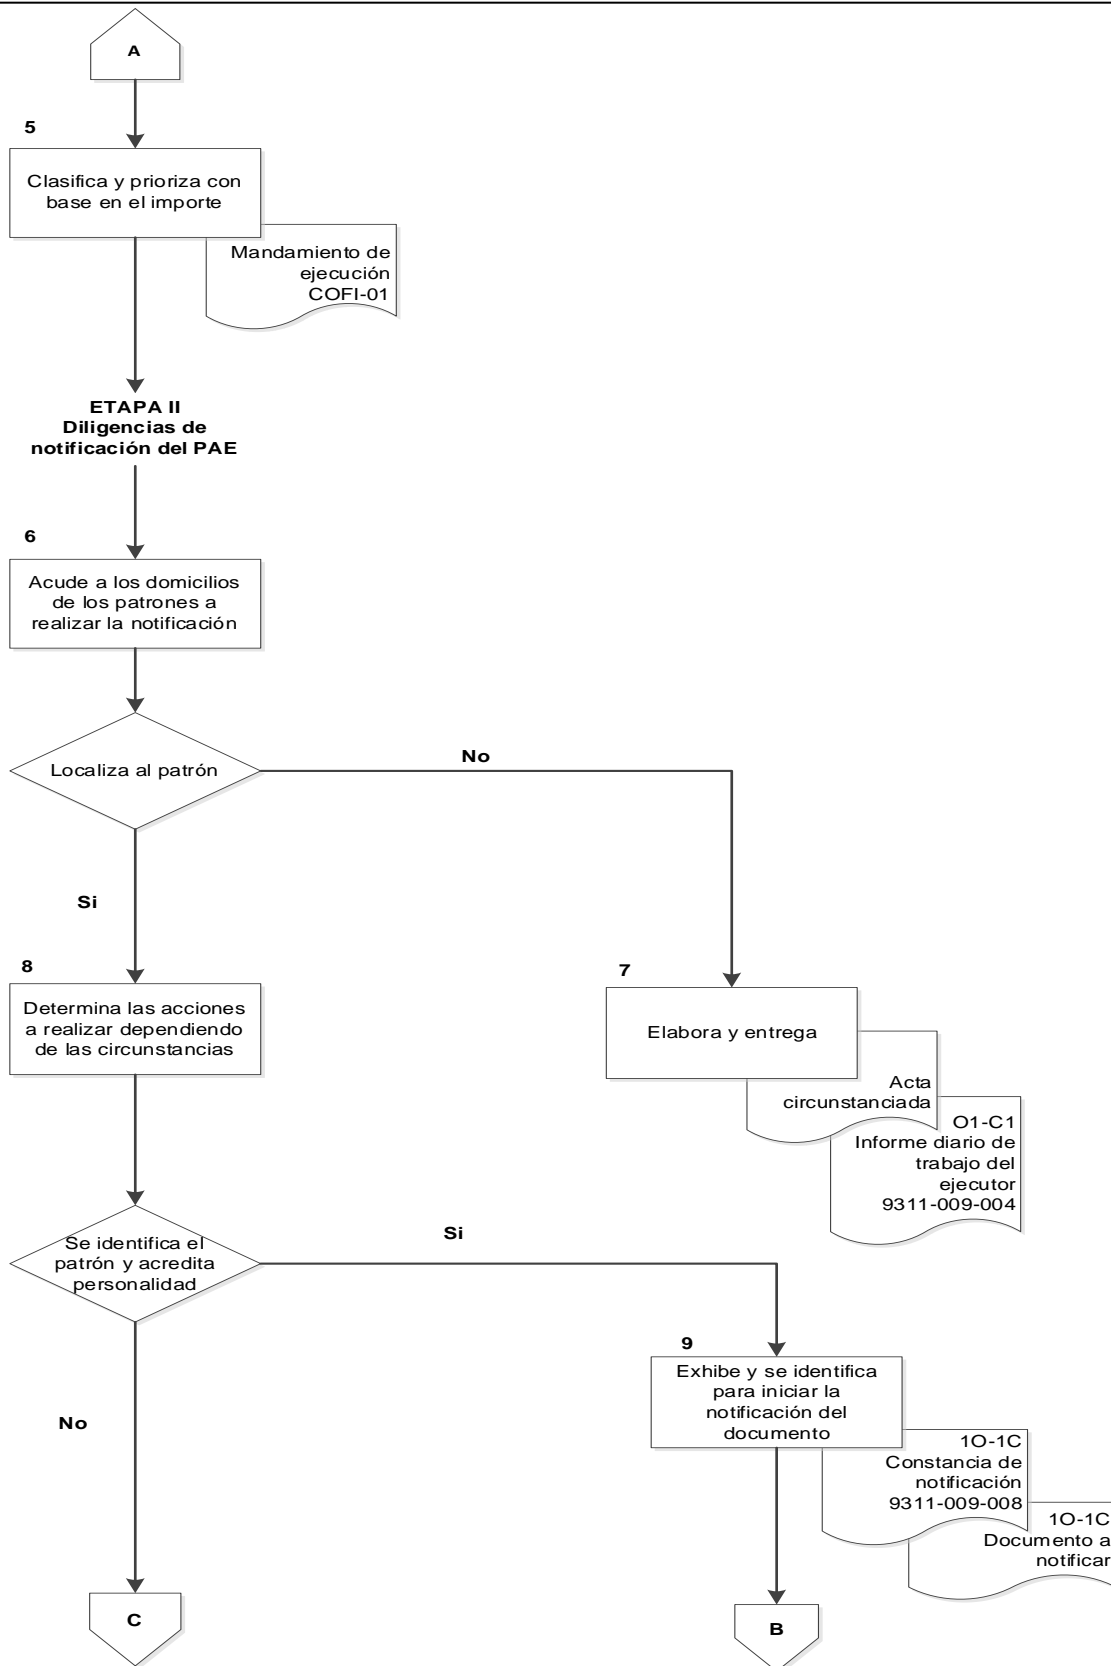 A
5
Clasifica y prioriza con
base en el importe
Mandamiento de
ejecución
COFI-01
ETAPA II
Diligencias de
notificación del PAE
6
Acude a los domicilios
de los patrones a
realizar la notificación
Localiza al patrón
No
Si
8
Determina las acciones
a realizar dependiendo
de las circunstancias
7
Elabora y entrega
Acta
circunstanciada
O1-C1
Informe diario de
trabajo del
ejecutor
9311-009-004
Se identifica el
patrón y acredita
personalidad
Si
No
9
Exhibe y se identifica
para iniciar la
notificación del
documento
1O-1C
Constancia de
notificación
9311-009-008
1O-1C
Documento a
notificar
C
B